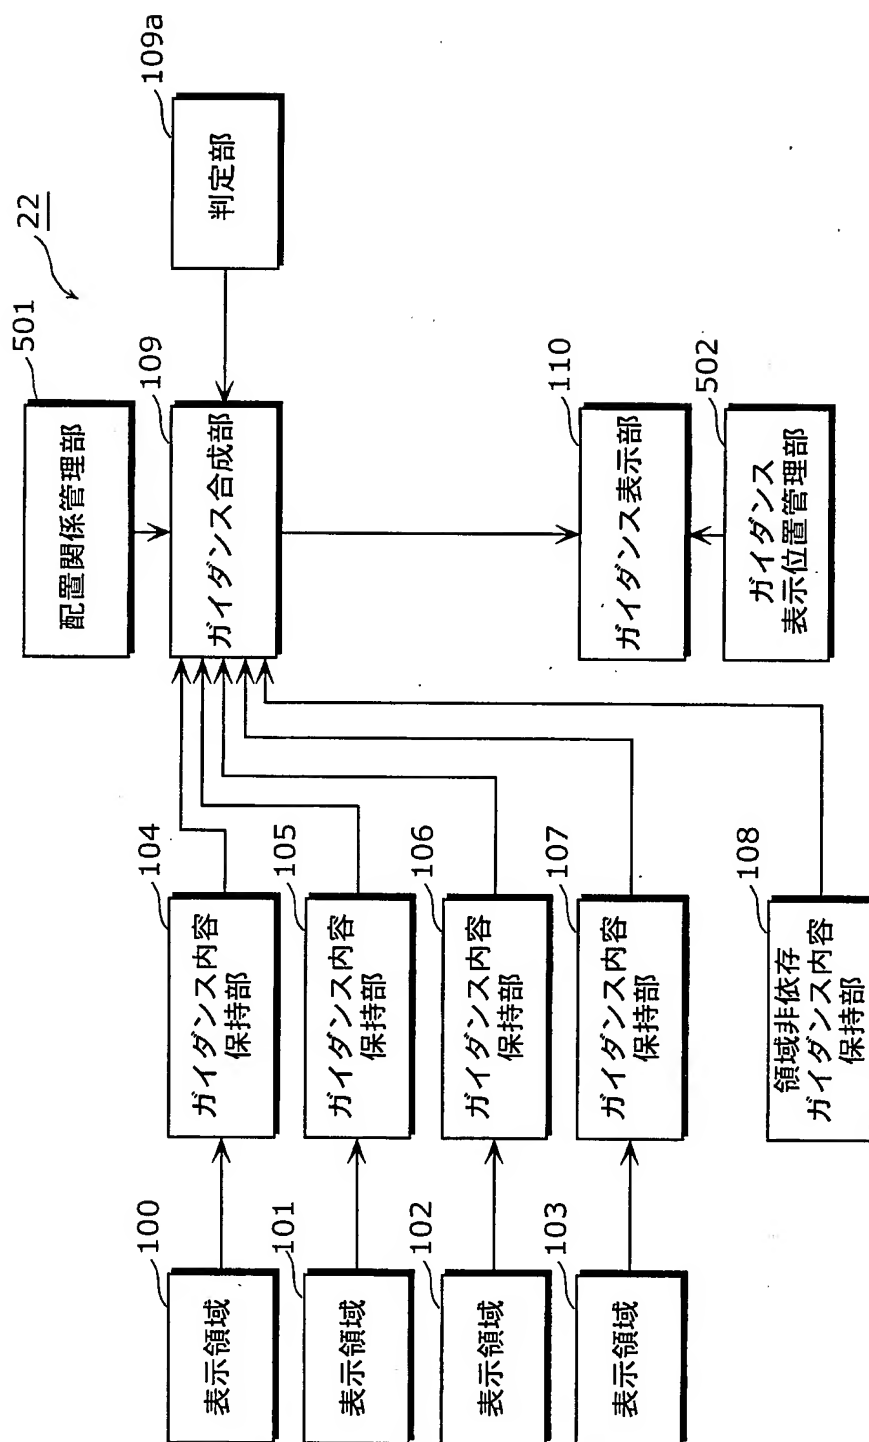 22
501
配置関係管理部
109
ガイダンス合成部
109a
判定部
100
表示領域
104
ガイダンス内容
保持部
101
表示領域
105
ガイダンス内容
保持部
102
表示領域
106
ガイダンス内容
保持部
103
表示領域
107
ガイダンス内容
保持部
108
領域非依存
ガイダンス内容
保持部
110
ガイダンス表示部
502
ガイダンス
表示位置管理部